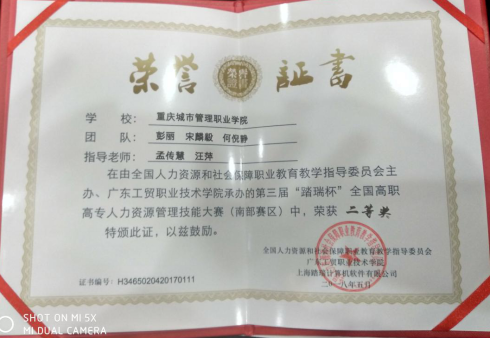 荣誉 证书
学 校: 重庆城市管理职业学院
团 队: 彭丽 宋麟毅 何倪静
指导老师: 孟传慧 汪萍
在由全国人力资源和社会保障职业教育教学指导委员会主
办、广东工贸职业技术学院承办的第三届“踏瑞杯”全国高职
高专人力资源管理技能大赛(南部赛区)中,荣获 二等奖
特颁此证,以兹鼓励。
全国人力资源和社会保障职业教育教学指导委员会
广东工贸职业技术学院
上海踏瑞计算机软件有限公司
二〇一八年五月
证书编号: H3465020420170111
SHOT ON MI 5X
MI DUAL CAMERA